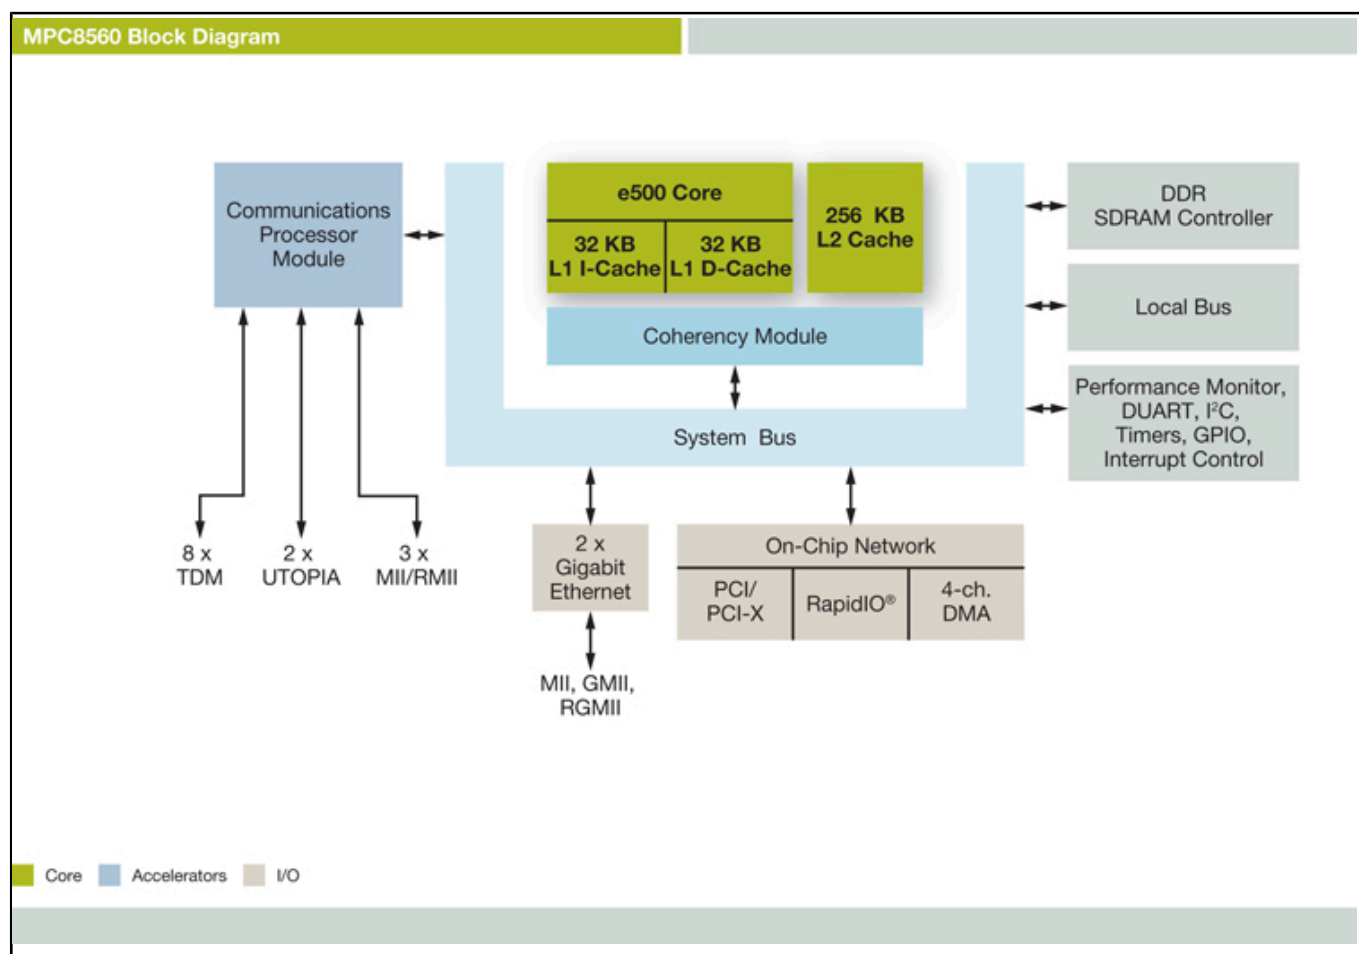 MPC8560 Block Diagram
Communications
Processor
Module
e500 Core
32 KB
L1 I-Cache
32 KB
L1 D-Cache
256 KB
L2 Cache
Coherency Module
System Bus
DDR
SDRAM Controller
Local Bus
Performance Monitor,
DUART, I²C,
Timers, GPIO,
Interrupt Control
8 x
TDM
2 x
UTOPIA
3 x
MII/RMII
2 x
Gigabit
Ethernet
MII, GMII,
RGMII
On-Chip Network
PCI/
PCI-X
RapidIO®
4-ch.
DMA
Core
Accelerators
I/O